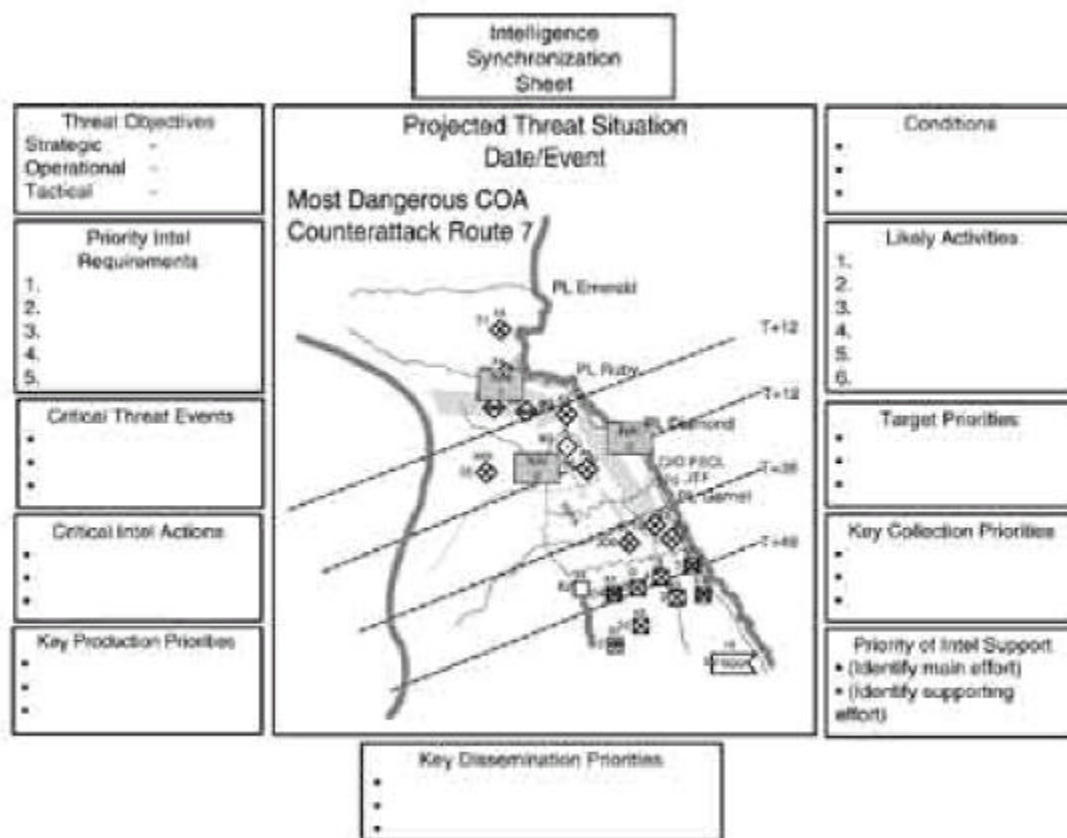 Intelligence
Synchronization
Sheet
Threat Objectives
Strategic -
Operational -
Tactical -
Priority Intel
Requirements
1.
2.
3.
4.
5.
Critical Threat Events
•
•
•
Critical Intel Actions
•
•
•
Key Production Priorities
•
•
•
Projected Threat Situation
Date/Event
Most Dangerous COA
Counterattack Route 7
PL Emerald
T+12
PL Ruby
T+12
PL Diamond
PL Garnet
Conditions
•
•
•
Likely Activities
1.
2.
3.
4.
5.
6.
Target Priorities
•
•
•
Key Collection Priorities
•
•
•
Priority of Intel Support
• (Identify main effort)
• (Identify supporting
effort)
Key Dissemination Priorities
•
•
•